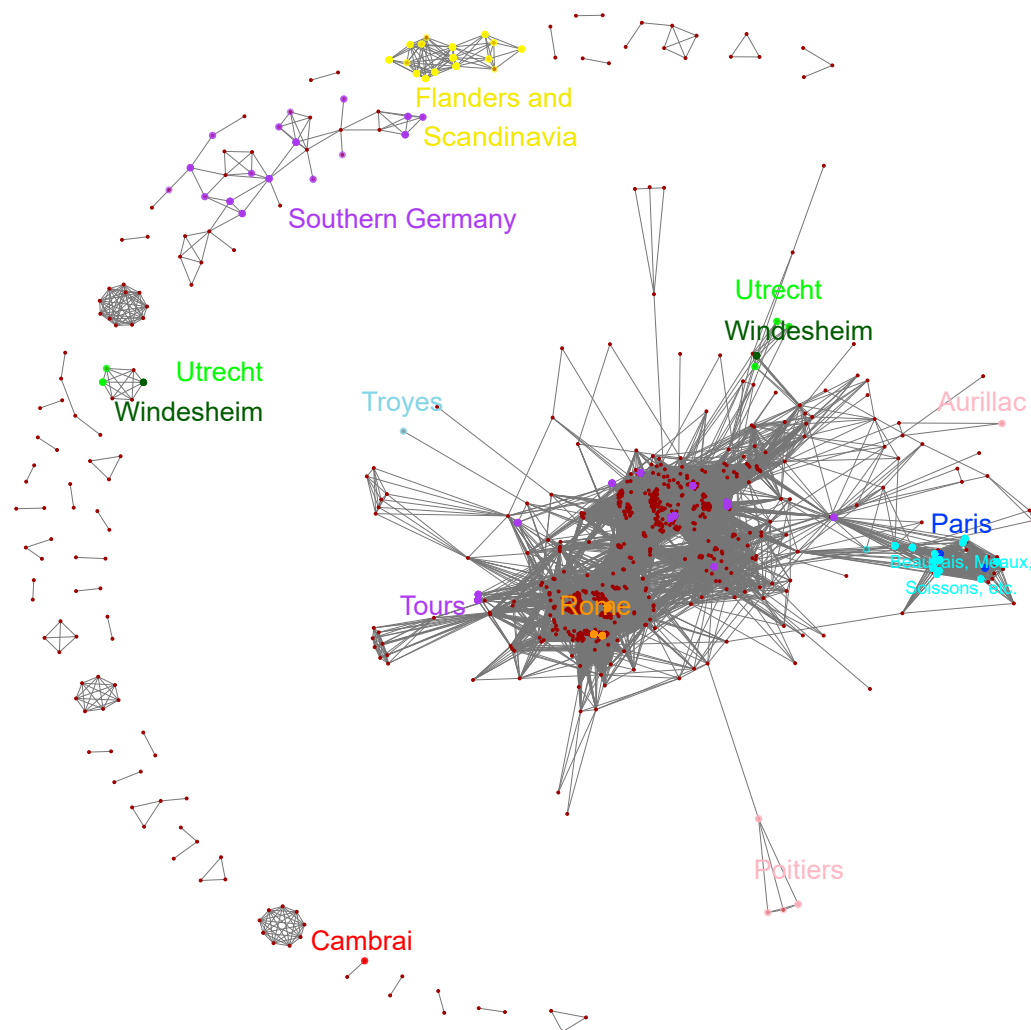 Flanders and
Scandinavia
Southern Germany
Utrecht
Windesheim
Utrecht
Windesheim
Troyes
Aurillac
Paris
Beauvais, Meaux,
Soissons, etc.
Tours
Rome
Poitiers
Cambrai